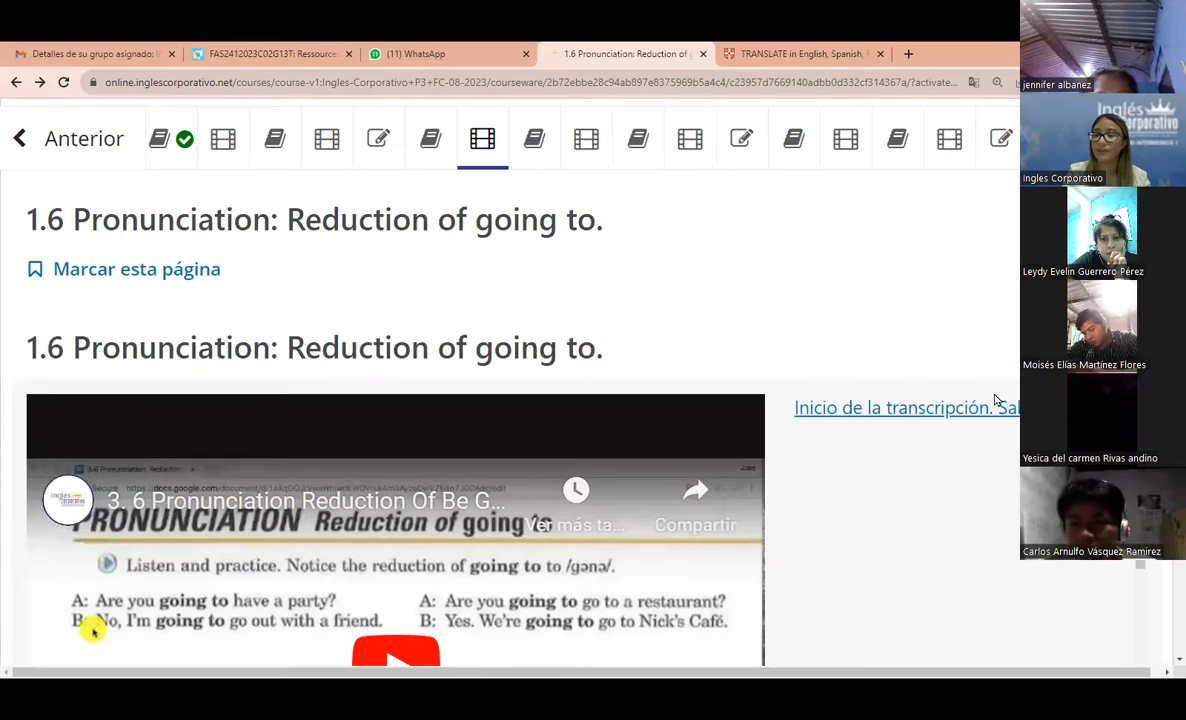 Detalles de su grupo asignado: I
FAS2412023C02G13T: Ressource
(11) WhatsApp
1.6 Pronunciation: Reduction of g
TRANSLATE in English, Spanish, F
online.inglescorporativo.net/courses/course-v1:Ingles-Corporativo+P3+FC-08-2023/courseware/2b72ebbe28c94ab897e8375969b5a4c4/c23957d7669140adbb0d332cf314367a/?activate...
Anterior
1.6 Pronunciation: Reduction of going to.
Marcar esta página
1.6 Pronunciation: Reduction of going to.
Inicio de la transcripción. Sal
3. 6 Pronunciation Reduction Of Be G...
Ver más ta...
Compartir
PRONUNCIATION Reduction of going to
Listen and practice. Notice the reduction of going to to /gənə/.
A: Are you going to have a party?
B: No, I'm going to go out with a friend.
A: Are you going to go to a restaurant?
B: Yes. We're going to go to Nick's Café.
jennifer albanez
Inglés
Corporativo
Ingles Corporativo
Leydy Evelin Guerrero Pérez
Moisés Elías Martínez Flores
Yesica del carmen Rivas andino
Carlos Arnulfo Vásquez Ramirez